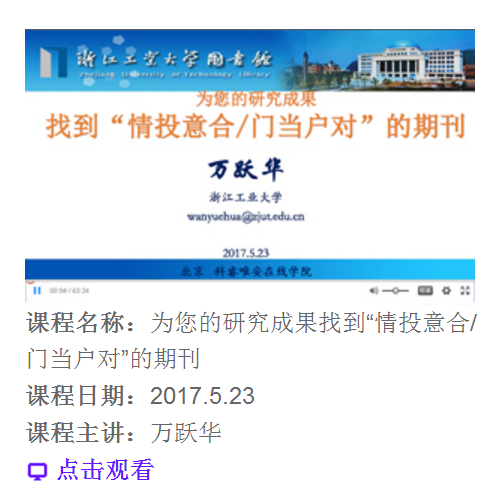 浙江工业大学图书馆
Zhejiang University of Technology Library
为您的研究成果
找到“情投意合/门当户对”的期刊
万跃华
浙江工业大学
wanyuehua@zjut.edu.cn
2017.5.23
北京 科睿唯安在线学院
00:04 / 63:24
课程名称：为您的研究成果找到“情投意合/
门当户对”的期刊
课程日期：2017.5.23
课程主讲：万跃华
点击观看